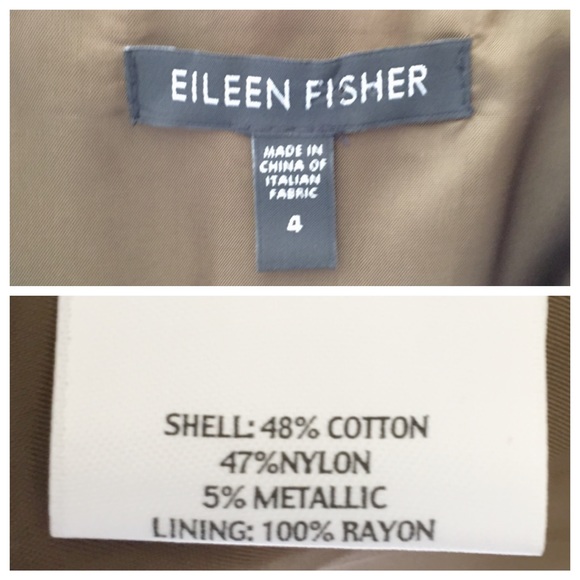 EILEEN FISHER
MADE IN
CHINA OF
ITALIAN
FABRIC
4
SHELL: 48% COTTON
47%NYLON
5% METALLIC
LINING: 100% RAYON